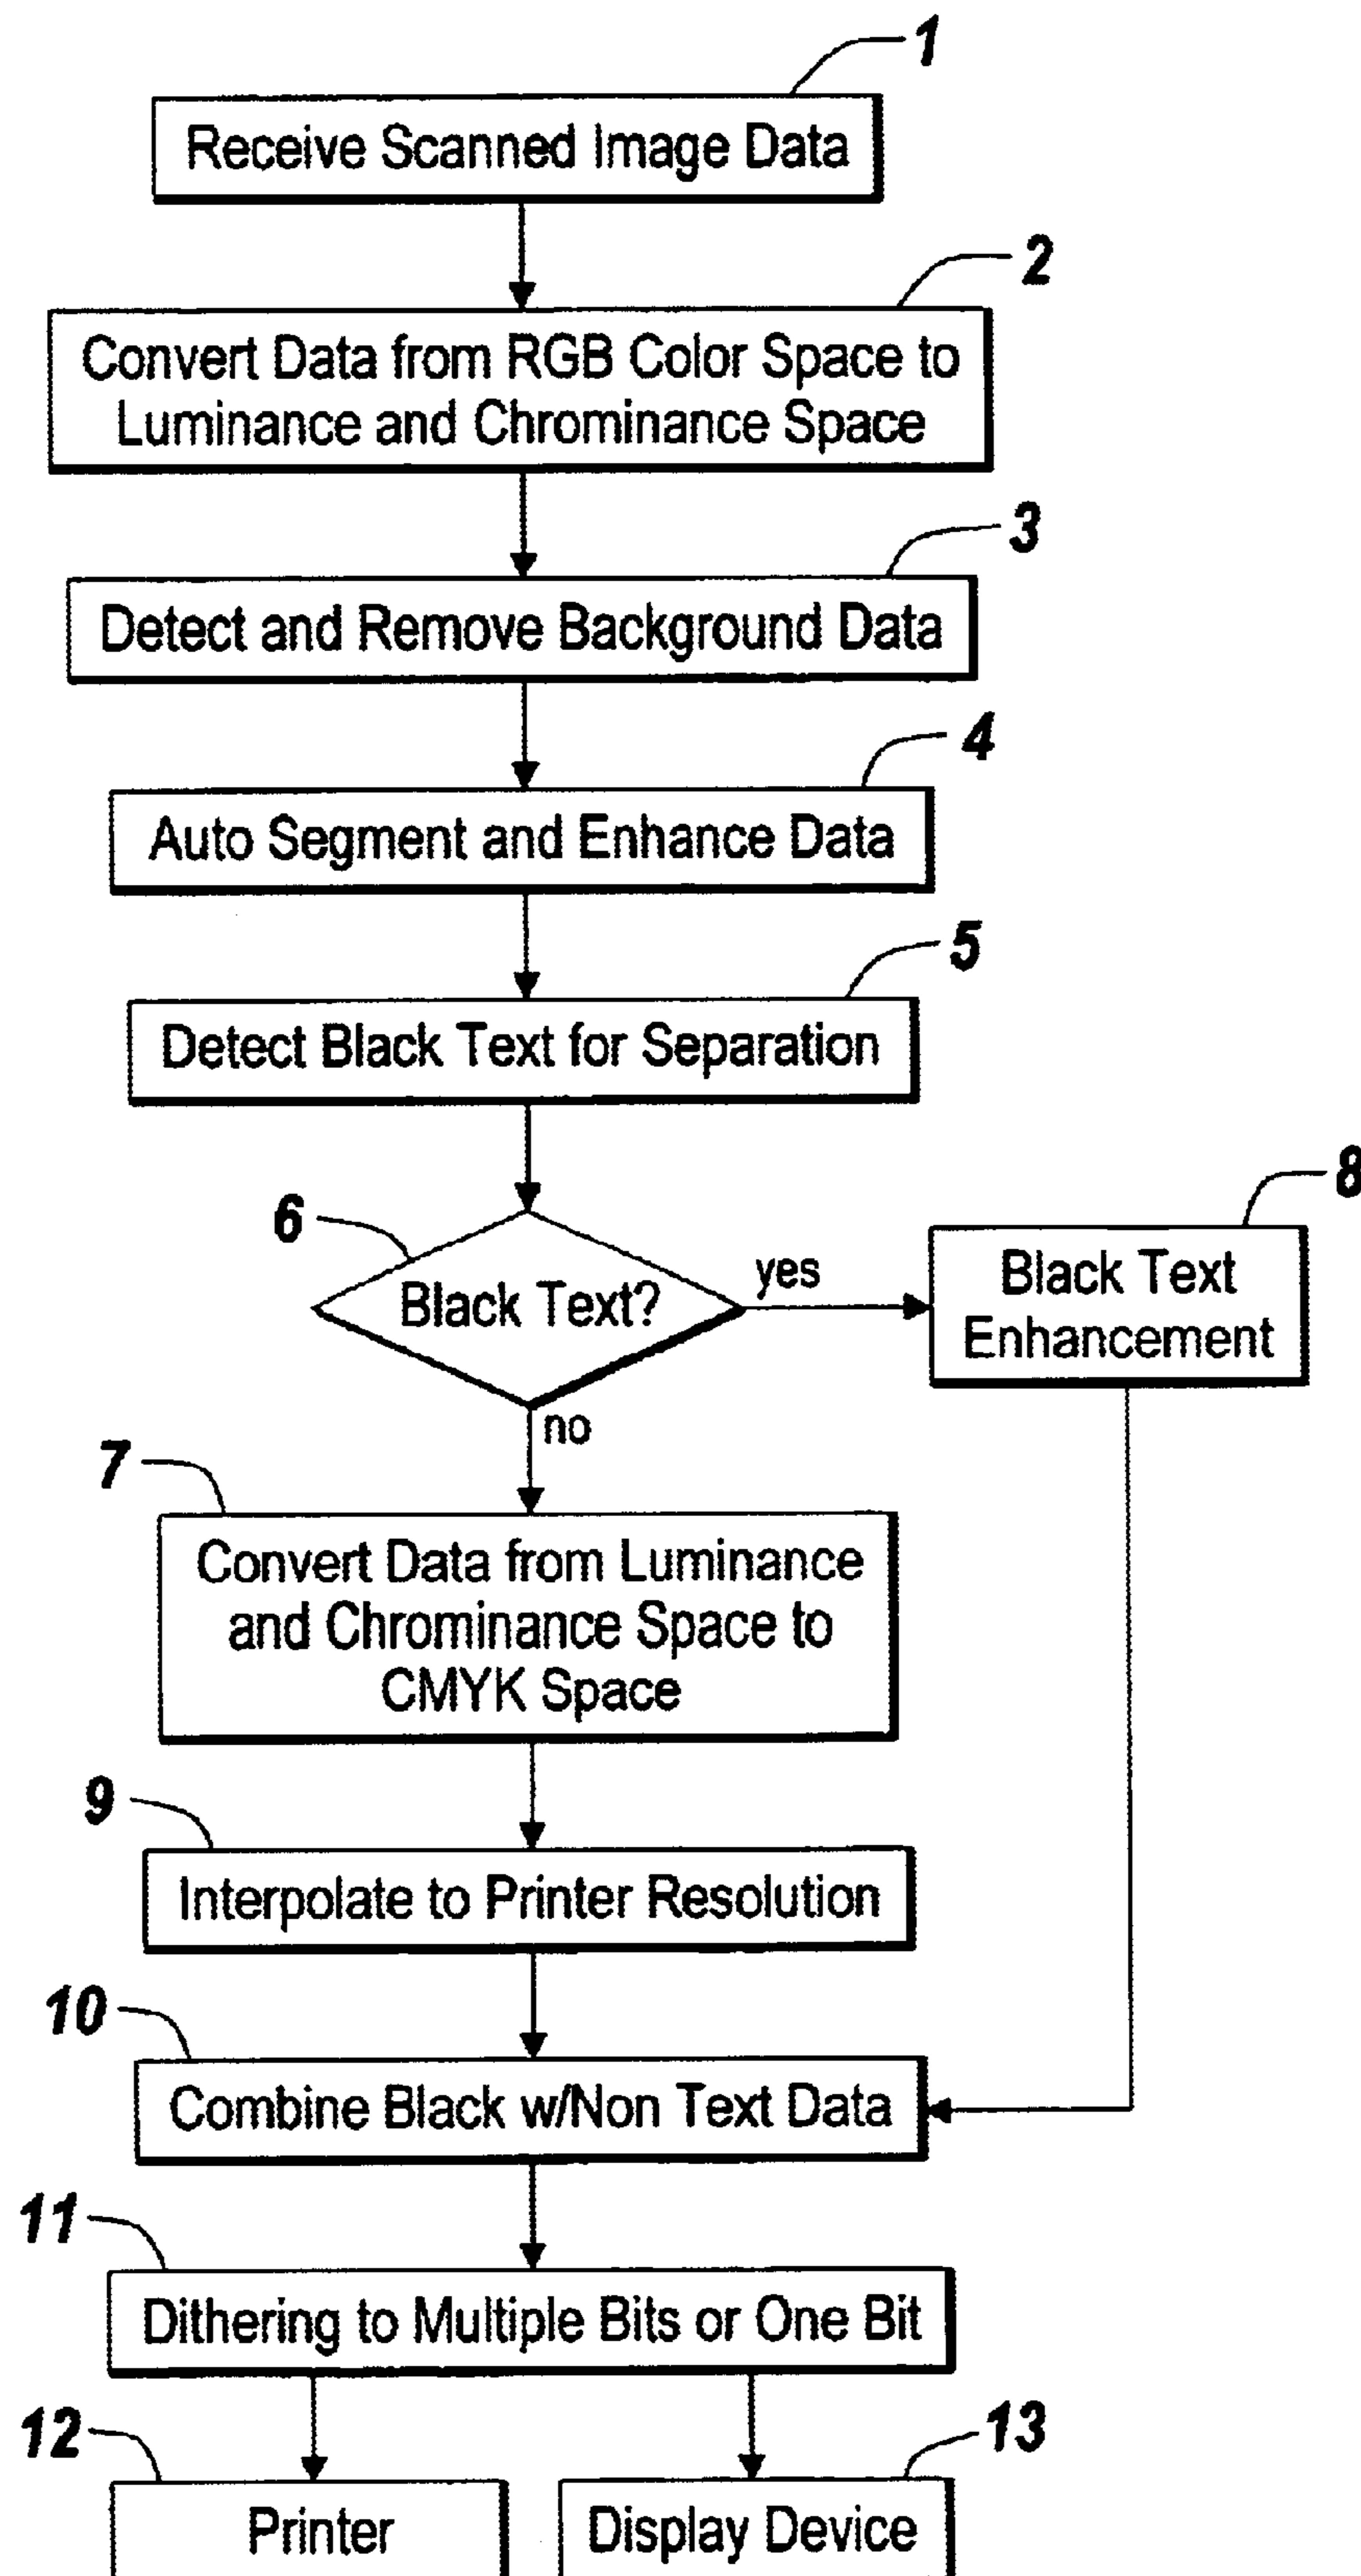 1
Receive Scanned Image Data
2
Convert Data from RGB Color Space to
Luminance and Chrominance Space
3
Detect and Remove Background Data
4
Auto Segment and Enhance Data
5
Detect Black Text for Separation
6
Black Text?
yes
8
Black Text
Enhancement
no
7
Convert Data from Luminance
and Chrominance Space to
CMYK Space
9
Interpolate to Printer Resolution
10
Combine Black w/Non Text Data
11
Dithering to Multiple Bits or One Bit
12
Printer
13
Display Device